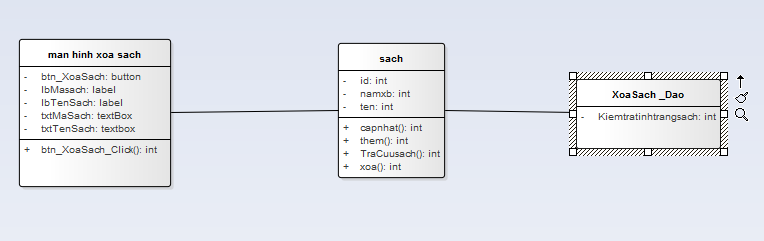 man hinh xoa sach
- btn_XoaSach: button
- lbMasach: label
- lbTenSach: label
- txtMaSach: textBox
- txtTenSach: textbox
+ btn_XoaSach_Click(): int
sach
- id: int
- namxb: int
- ten: int
+ capnhat(): int
+ them(): int
+ TraCuusach(): int
+ xoa(): int
XoaSach _Dao
- Kiemtratinhtrangsach: int